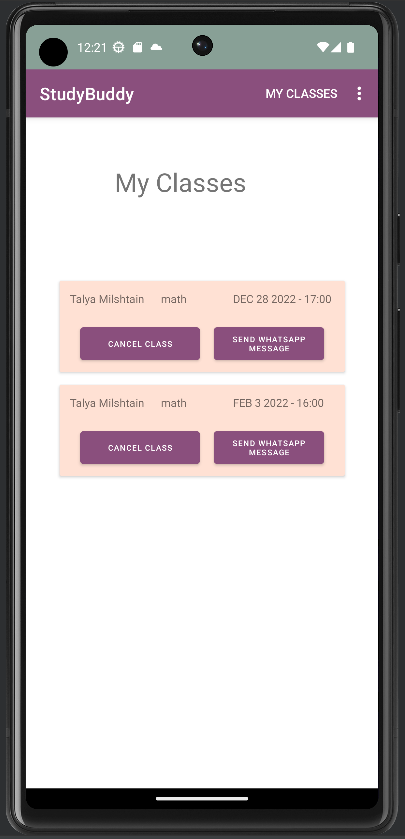 12:21
StudyBuddy MY CLASSES
My Classes
Talya Milshtain math DEC 28 2022 - 17:00
CANCEL CLASS
SEND WHATSAPP
MESSAGE
Talya Milshtain math FEB 3 2022 - 16:00
CANCEL CLASS
SEND WHATSAPP
MESSAGE